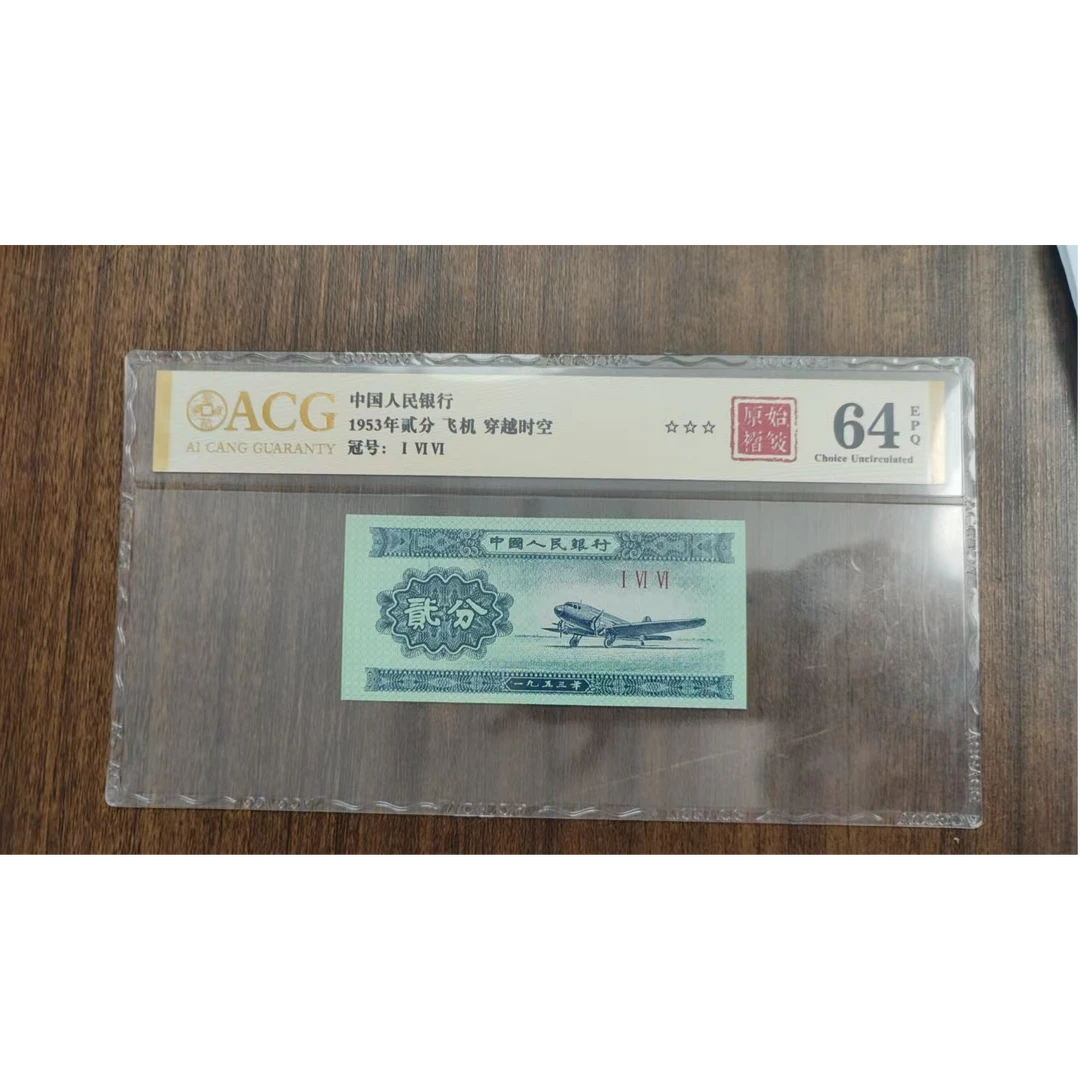 ACG
AI CANG GUARANTY
中国人民银行
1953年贰分 飞机 穿越时空
冠号: I VI VI
☆☆☆
原始
褶皱
64
EPQ
Choice Uncirculated
中國人民銀行
I VI VI
貳分
一九五三年